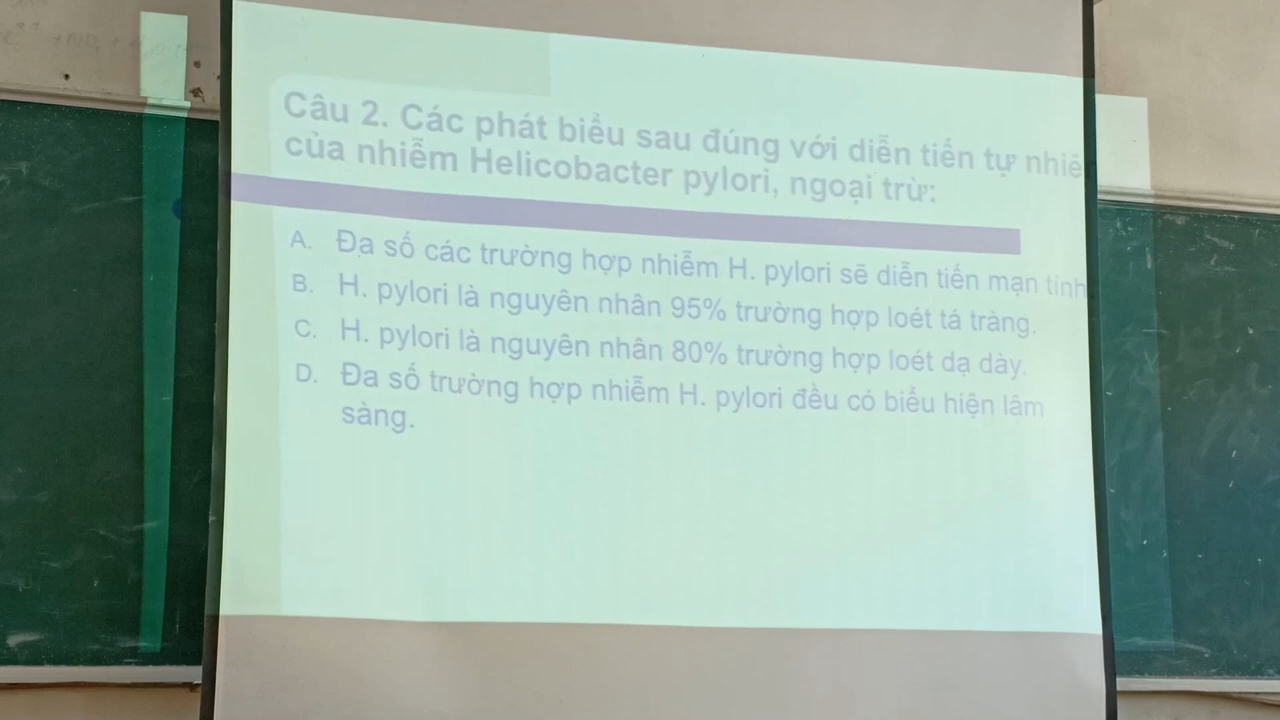 Câu 2. Các phát biểu sau đúng với diễn tiến tự nhiê
của nhiễm Helicobacter pylori, ngoại trừ:
A. Đa số các trường hợp nhiễm H. pylori sẽ diễn tiến mạn tính
B. H. pylori là nguyên nhân 95% trường hợp loét tá tràng.
C. H. pylori là nguyên nhân 80% trường hợp loét dạ dày.
D. Đa số trường hợp nhiễm H. pylori đều có biểu hiện lâm
sàng.